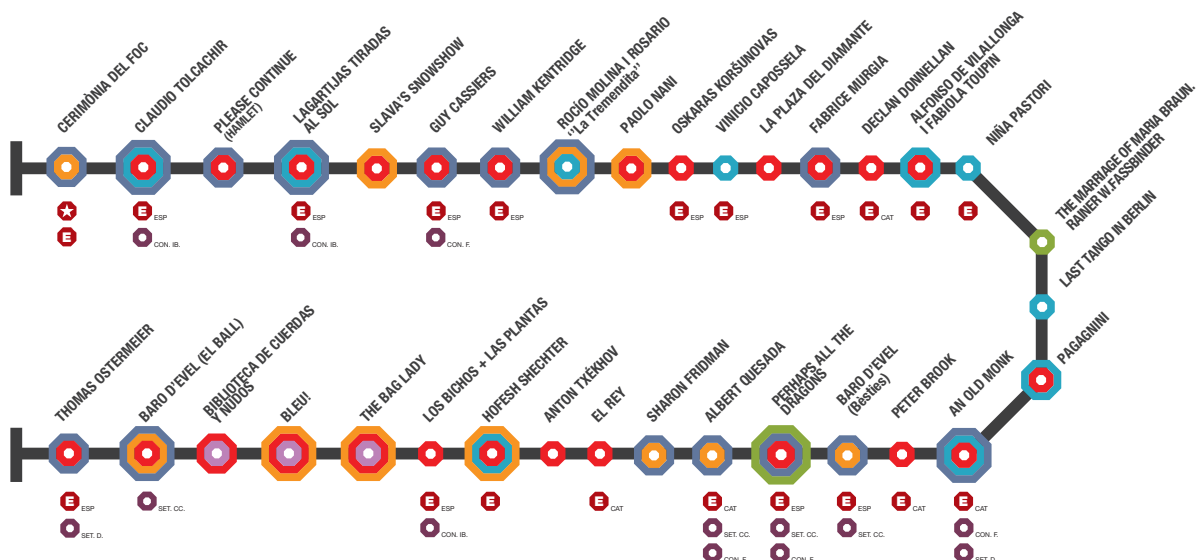 CERIMÒNIA DEL FOC
CLAUDIO TOLCACHIR
PLEASE CONTINUE
(HAMLET)
LAGARTIJAS TIRADAS
AL SOL
SLAVA'S SNOWSHOW
GUY CASSIERS
WILLIAM KENTRIDGE
ROCÍO MOLINA I ROSARIO
"La Tremendita"
PAOLO NANI
OSKARAS KORŠUNOVAS
VINICIO CAPOSSELA
LA PLAZA DEL DIAMANTE
FABRICE MURGIA
DECLAN DONNELLAN
ALFONSO DE VILALLONGA
I FABIOLA TOUPIN
NIÑA PASTORI
THE MARRIAGE OF MARIA BRAUN.
RAINER W.FASSBINDER
LAST TANGO IN BERLIN
PAGAGNINI
E ESP
E ESP
E ESP
E ESP
E ESP
E ESP
E ESP
E CAT
E
E
E
CON. IB.
CON. IB.
CON. F.
THOMAS OSTERMEIER
BARO D'EVEL (EL BALL)
BIBLIOTECA DE CUERDAS
Y NUDOS
BLEU!
THE BAG LADY
LOS BICHOS + LAS PLANTAS
HOFESH SHECHTER
ANTON TXÉKHOV
EL REY
SHARON FRIDMAN
ALBERT QUESADA
PERHAPS ALL THE
DRAGONS
BARO D'EVEL
(Bèsties)
PETER BROOK
AN OLD MONK
E ESP
SET. CC.
E ESP
E
E CAT
E CAT
E ESP
E ESP
E CAT
E CAT
SET. D.
CON. IB.
SET. CC.
SET. CC.
SET. CC.
CON. F.
CON. F.
CON. F.
SET. D.